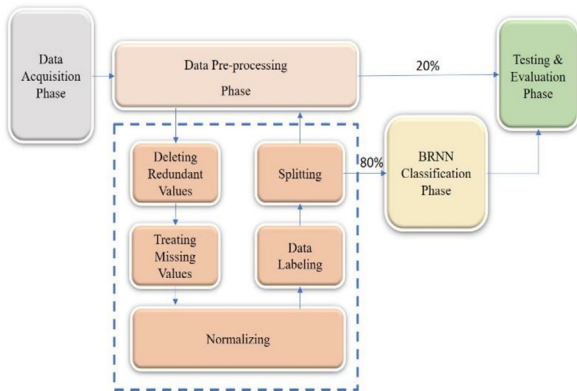 Data
Acquisition
Phase
Data Pre-processing
Phase
20%
Testing &
Evaluation
Phase
Deleting
Redundant
Values
Splitting
80%
BRNN
Classification
Phase
Treating
Missing
Values
Data
Labeling
Normalizing